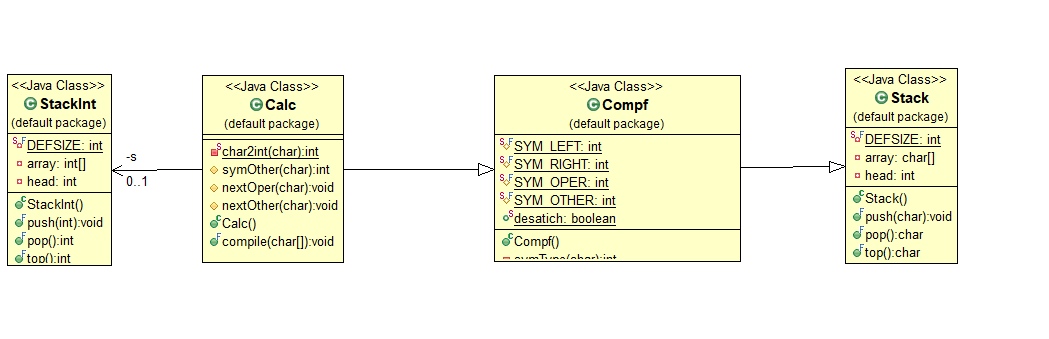 <<Java Class>>
StackInt
(default package)
DEFSIZE: int
array: int[]
head: int
StackInt()
push(int):void
pop():int
top():int
-s
0..1
<<Java Class>>
Calc
(default package)
char2int(char):int
symOther(char):int
nextOper(char):void
nextOther(char):void
Calc()
compile(char[]):void
<<Java Class>>
Compf
(default package)
SYM_LEFT: int
SYM_RIGHT: int
SYM_OPER: int
SYM_OTHER: int
desatich: boolean
Compf()
symType(char):int
<<Java Class>>
Stack
(default package)
DEFSIZE: int
array: char[]
head: int
Stack()
push(char):void
pop():char
top():char